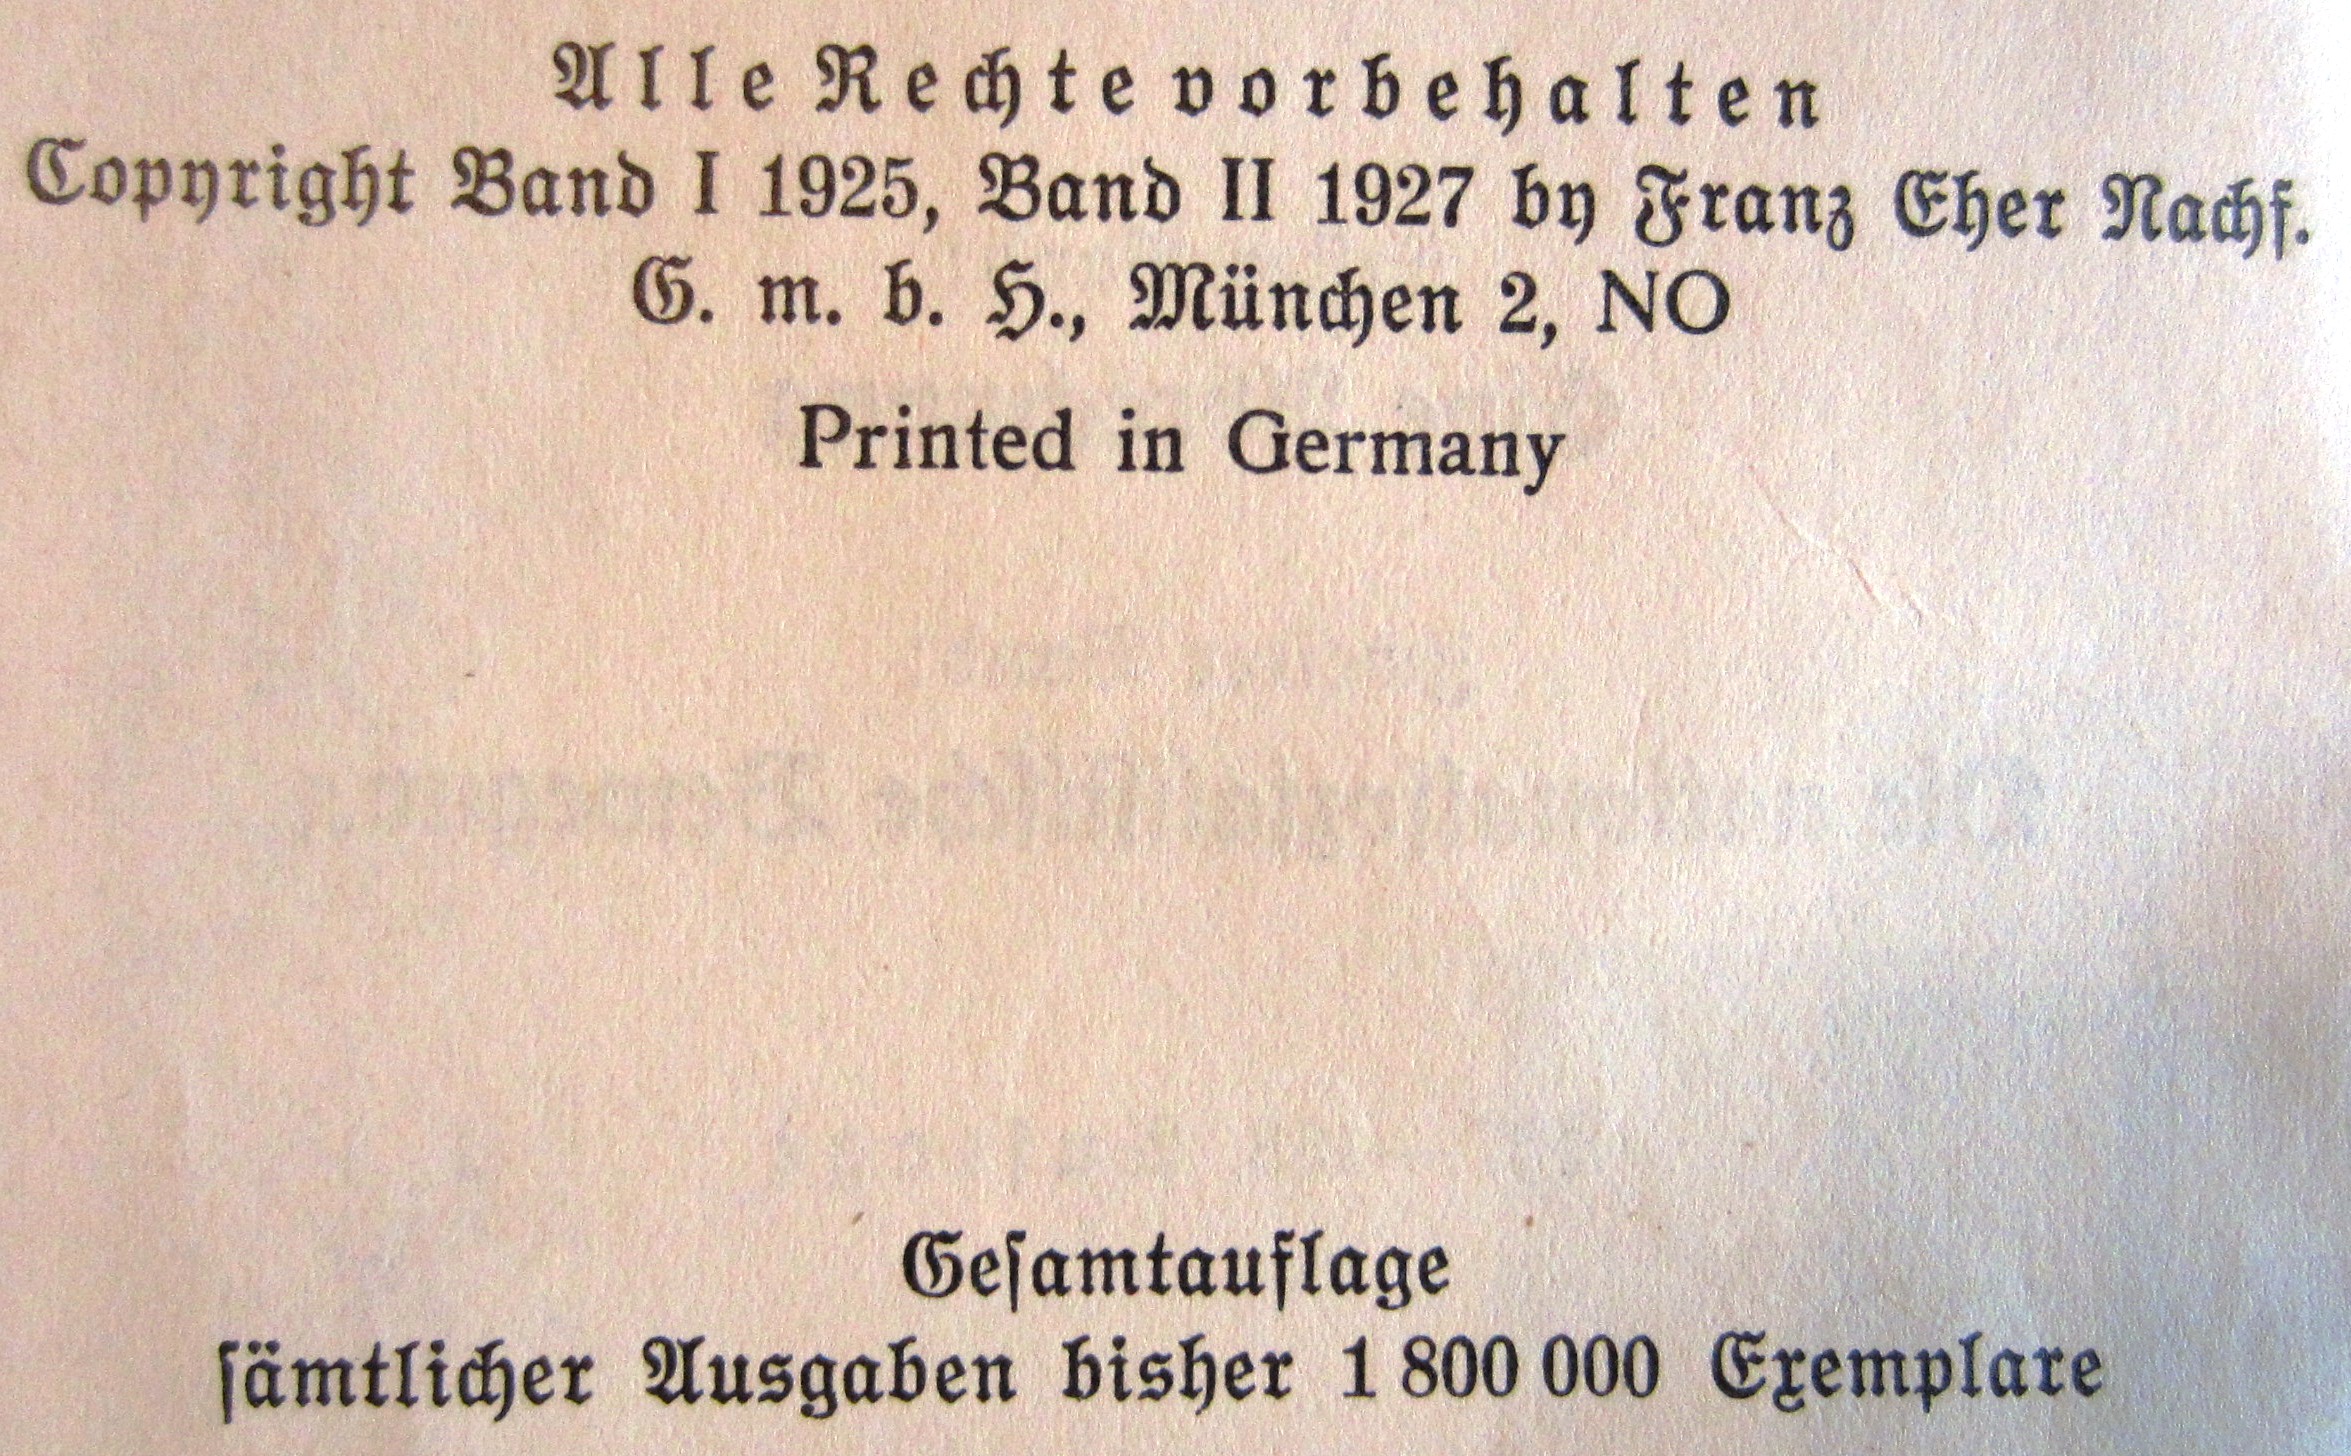 Alle Rechte vorbehalten
Copyright Band I 1925, Band II 1927 by Franz Eher Nachf.
G. m. b. H., München 2, NO
Printed in Germany
Gesamtauflage
sämtlicher Ausgaben bisher 1 800 000 Exemplare